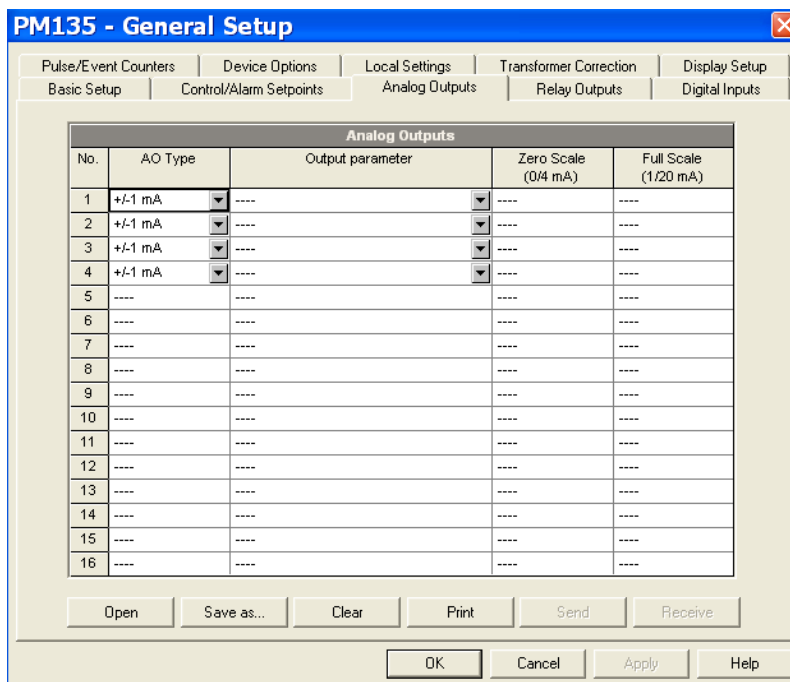 PM135 - General Setup
Pulse/Event Counters Device Options Local Settings Transformer Correction Display Setup
Basic Setup Control/Alarm Setpoints Analog Outputs Relay Outputs Digital Inputs
Analog Outputs
No. AO Type Output parameter Zero Scale (0/4 mA) Full Scale (1/20 mA)
1 +/-1 mA ---- ---- ----
2 +/-1 mA ---- ---- ----
3 +/-1 mA ---- ---- ----
4 +/-1 mA ---- ---- ----
5 ---- ---- ---- ----
6 ---- ---- ---- ----
7 ---- ---- ---- ----
8 ---- ---- ---- ----
9 ---- ---- ---- ----
10 ---- ---- ---- ----
11 ---- ---- ---- ----
12 ---- ---- ---- ----
13 ---- ---- ---- ----
14 ---- ---- ---- ----
15 ---- ---- ---- ----
16 ---- ---- ---- ----
Open Save as... Clear Print Send Receive
OK Cancel Apply Help